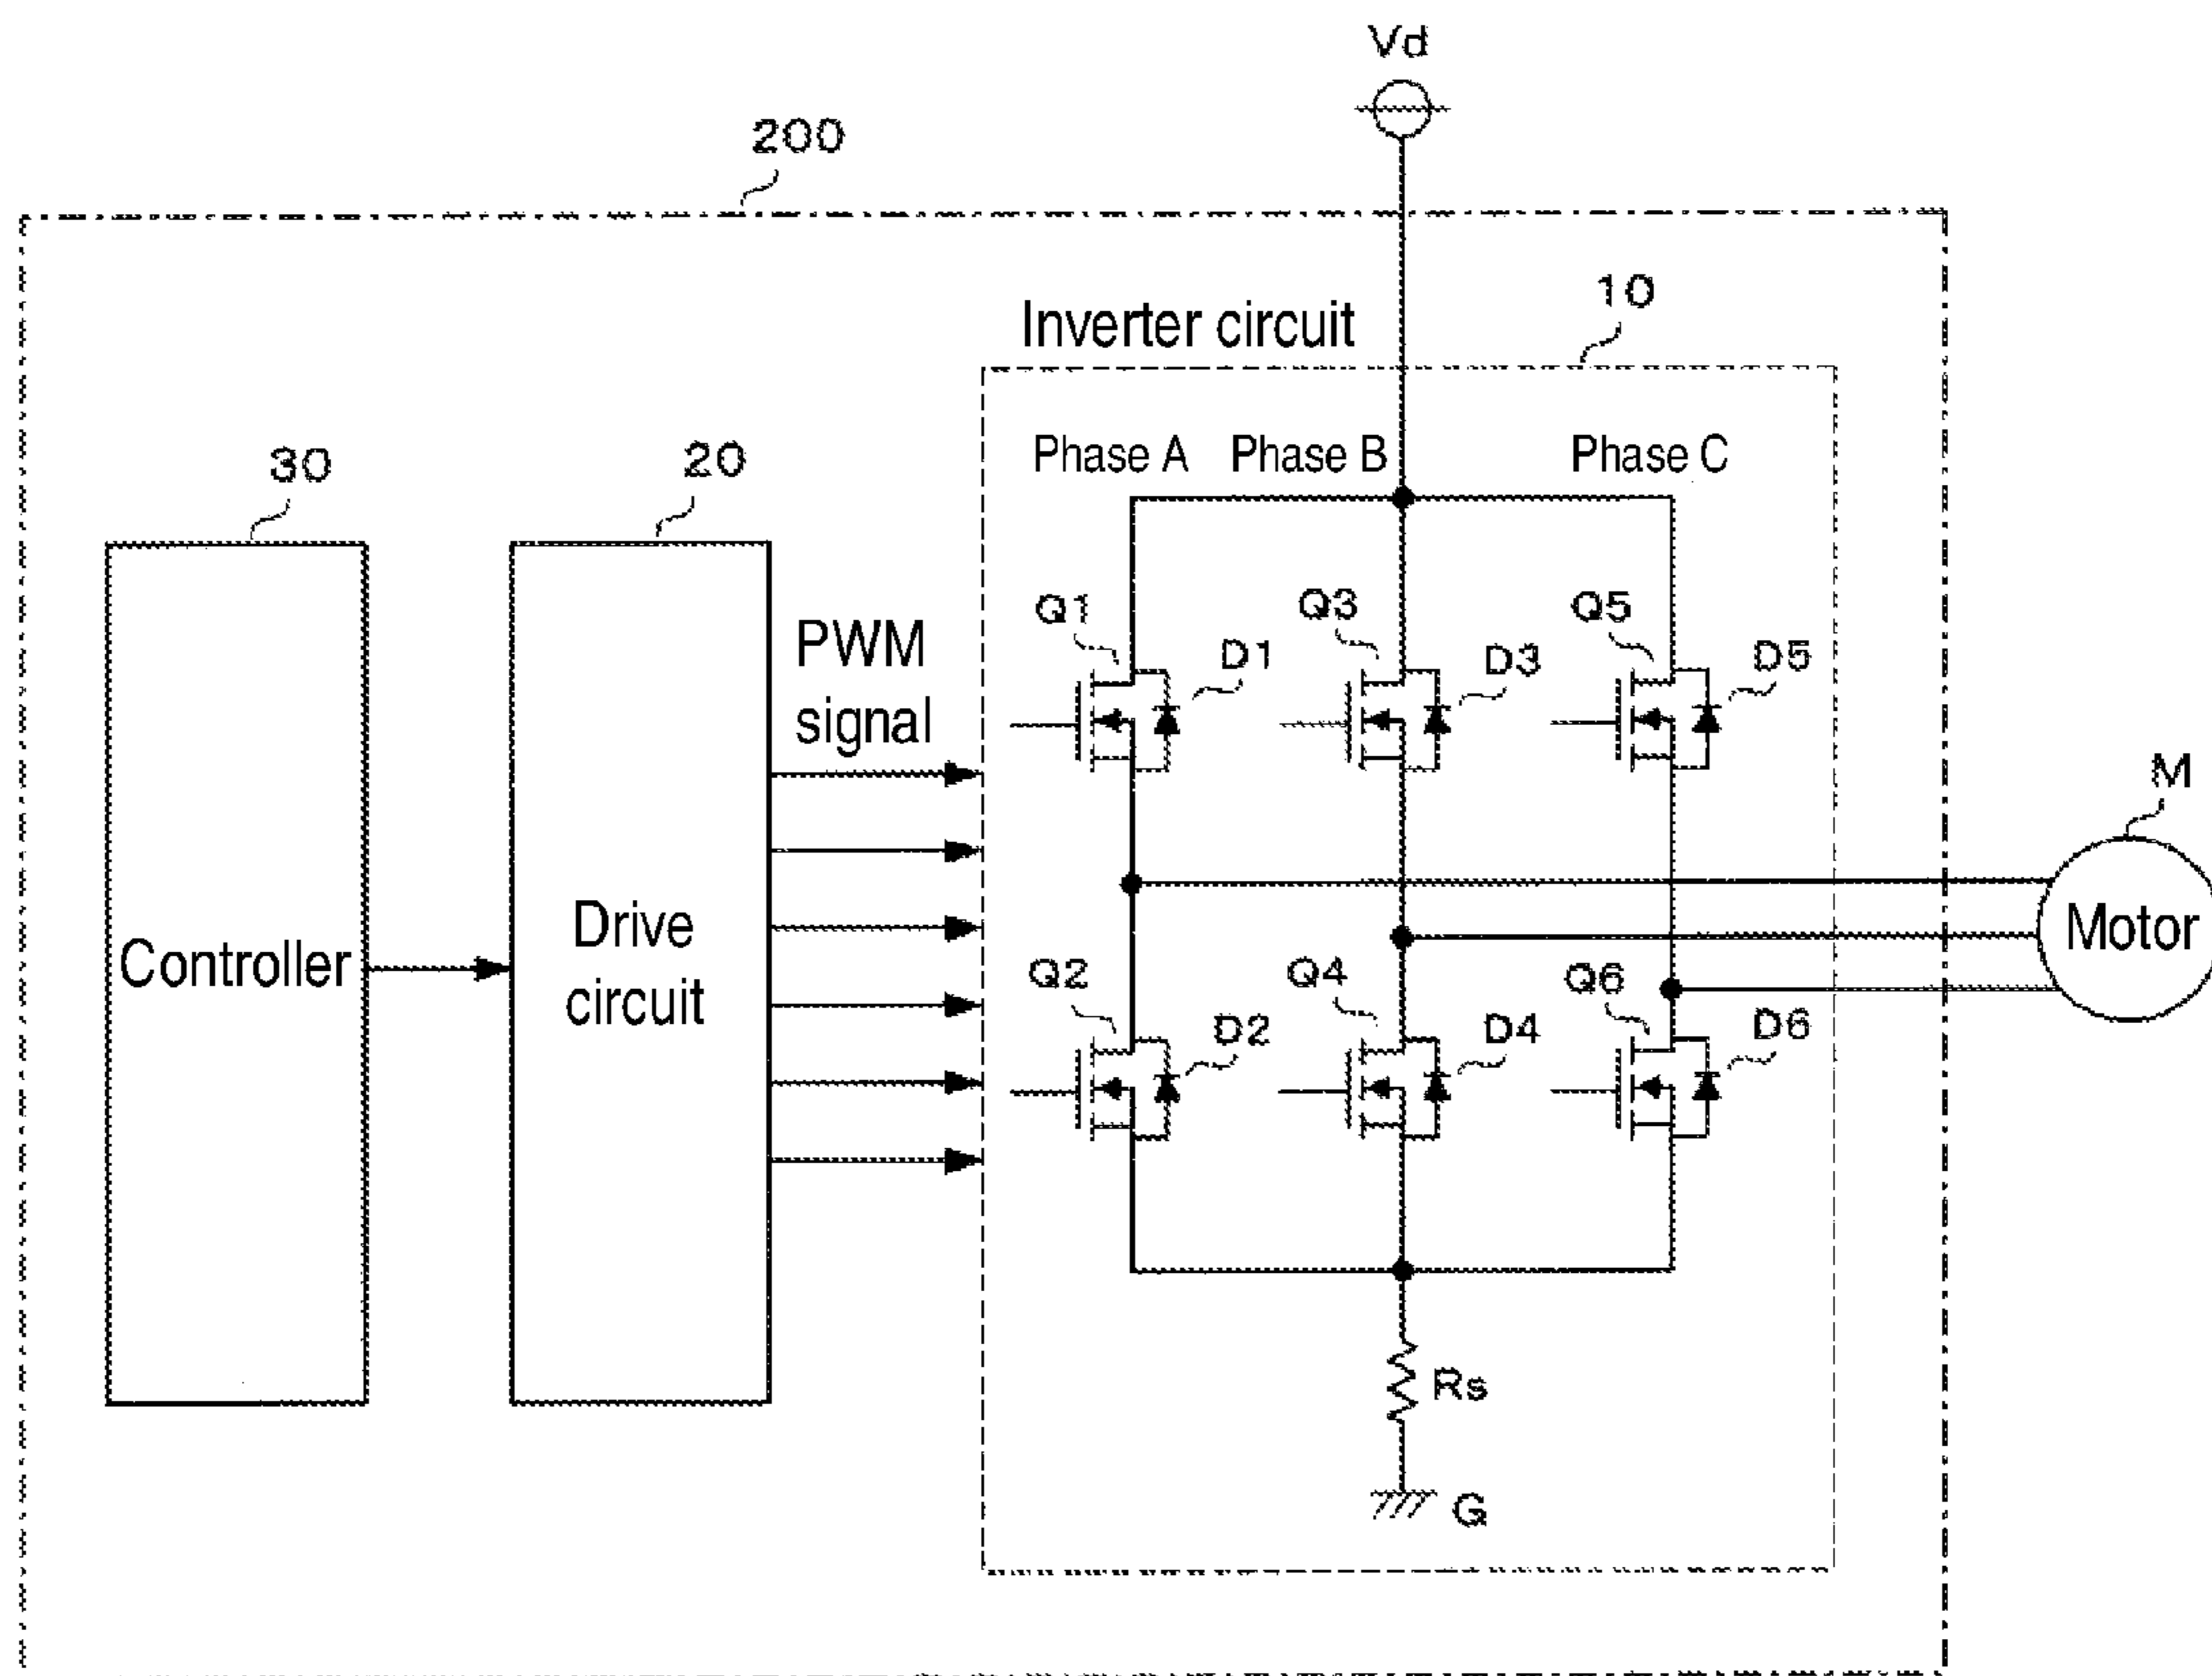 Vd
200
10
Inverter circuit
30
20
Phase A Phase B Phase C
Q1
Q3
Q5
D1
D3
D5
PWM
signal
M
Motor
Controller
Drive
circuit
Q2
Q4
Q6
D2
D4
D6
Rs
G